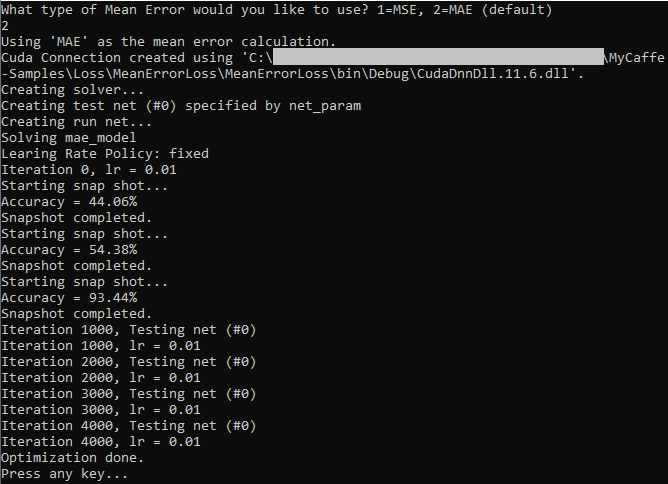 What type of Mean Error would you like to use? 1=MSE, 2=MAE (default)
2
Using 'MAE' as the mean error calculation.
Cuda Connection created using 'C:\ \MyCaffe
-Samples\Loss\MeanErrorLoss\MeanErrorLoss\bin\Debug\CudaDnnDll.11.6.dll'.
Creating solver...
Creating test net (#0) specified by net_param
Creating run net...
Solving mae_model
Learing Rate Policy: fixed
Iteration 0, lr = 0.01
Starting snap shot...
Accuracy = 44.06%
Snapshot completed.
Starting snap shot...
Accuracy = 54.38%
Snapshot completed.
Starting snap shot...
Accuracy = 93.44%
Snapshot completed.
Iteration 1000, Testing net (#0)
Iteration 1000, lr = 0.01
Iteration 2000, Testing net (#0)
Iteration 2000, lr = 0.01
Iteration 3000, Testing net (#0)
Iteration 3000, lr = 0.01
Iteration 4000, Testing net (#0)
Iteration 4000, lr = 0.01
Optimization done.
Press any key...